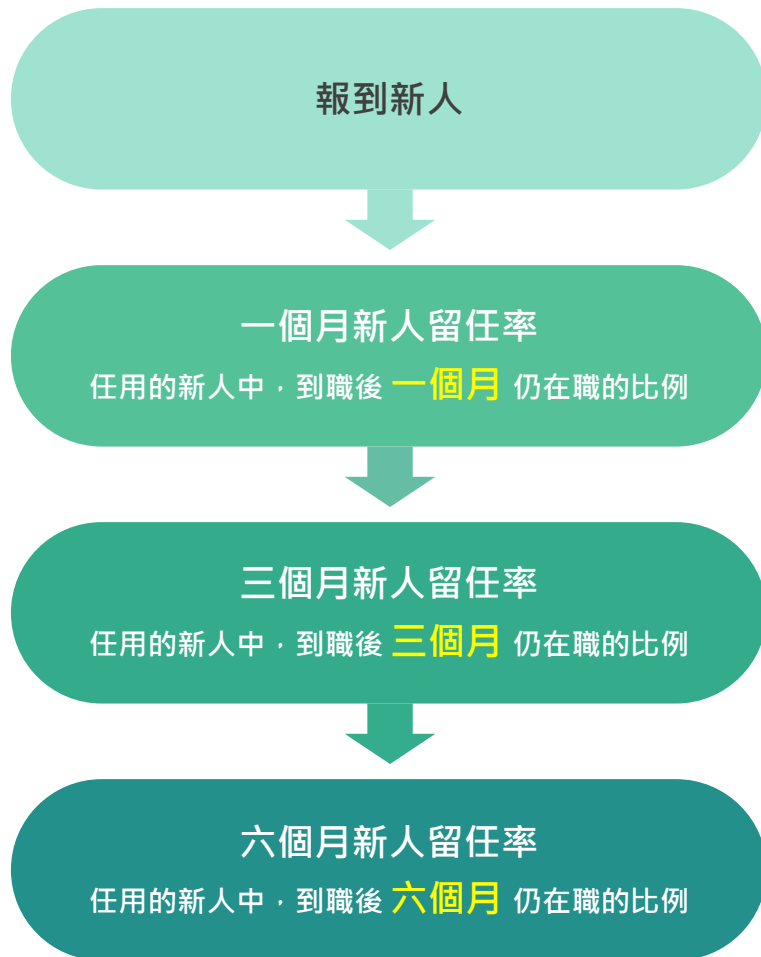 報到新人
一個月新人留任率
任用的新人中，到職後 一個月 仍在職的比例
三個月新人留任率
任用的新人中，到職後 三個月 仍在職的比例
六個月新人留任率
任用的新人中，到職後 六個月 仍在職的比例